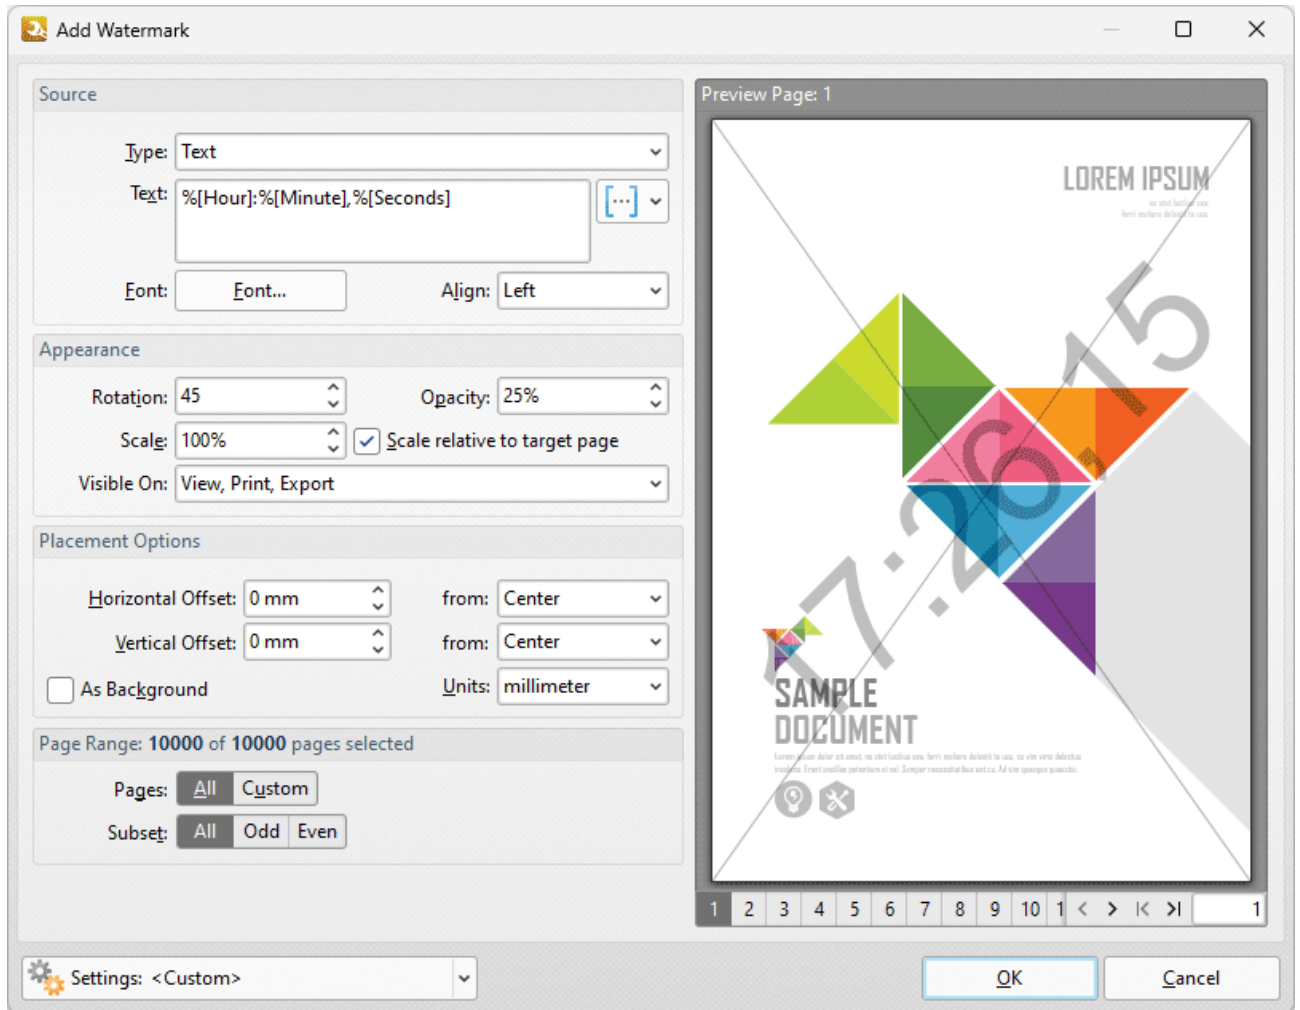 Add Watermark
Source
Type: Text
Text: %[Hour]:%[Minute],%[Seconds]
Font: Font... Align: Left
Appearance
Rotation: 45 Opacity: 25%
Scale: 100% Scale relative to target page
Visible On: View, Print, Export
Placement Options
Horizontal Offset: 0 mm from: Center
Vertical Offset: 0 mm from: Center
As Background Units: millimeter
Page Range: 10000 of 10000 pages selected
Pages: All Custom
Subset: All Odd Even
Preview Page: 1
LOREM IPSUM
17:26,15
SAMPLE
DOCUMENT
1 2 3 4 5 6 7 8 9 10 1 1
Settings: <Custom>
OK Cancel